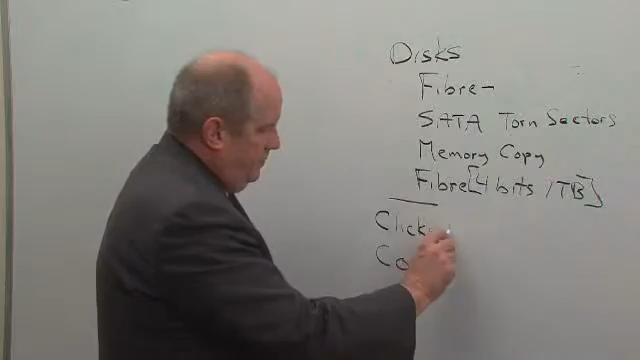 Disks
Fibre-
SATA Torn Sectors
Memory Copy
Fibre[4 bits /TB]